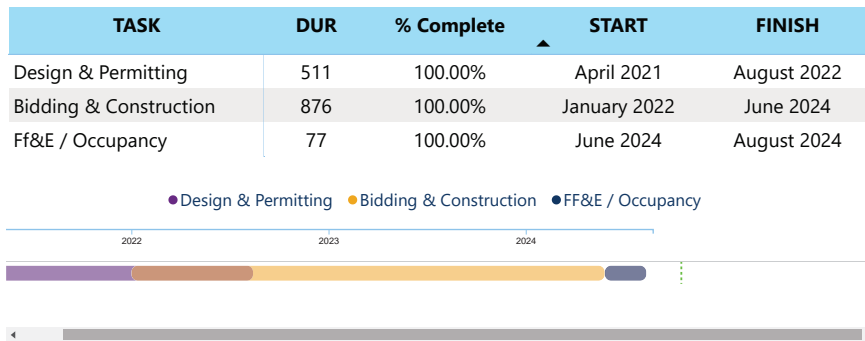 TASK DUR % Complete START FINISH
Design & Permitting 511 100.00% April 2021 August 2022
Bidding & Construction 876 100.00% January 2022 June 2024
Ff&E / Occupancy 77 100.00% June 2024 August 2024
Design & Permitting Bidding & Construction FF&E / Occupancy
2022 2023 2024